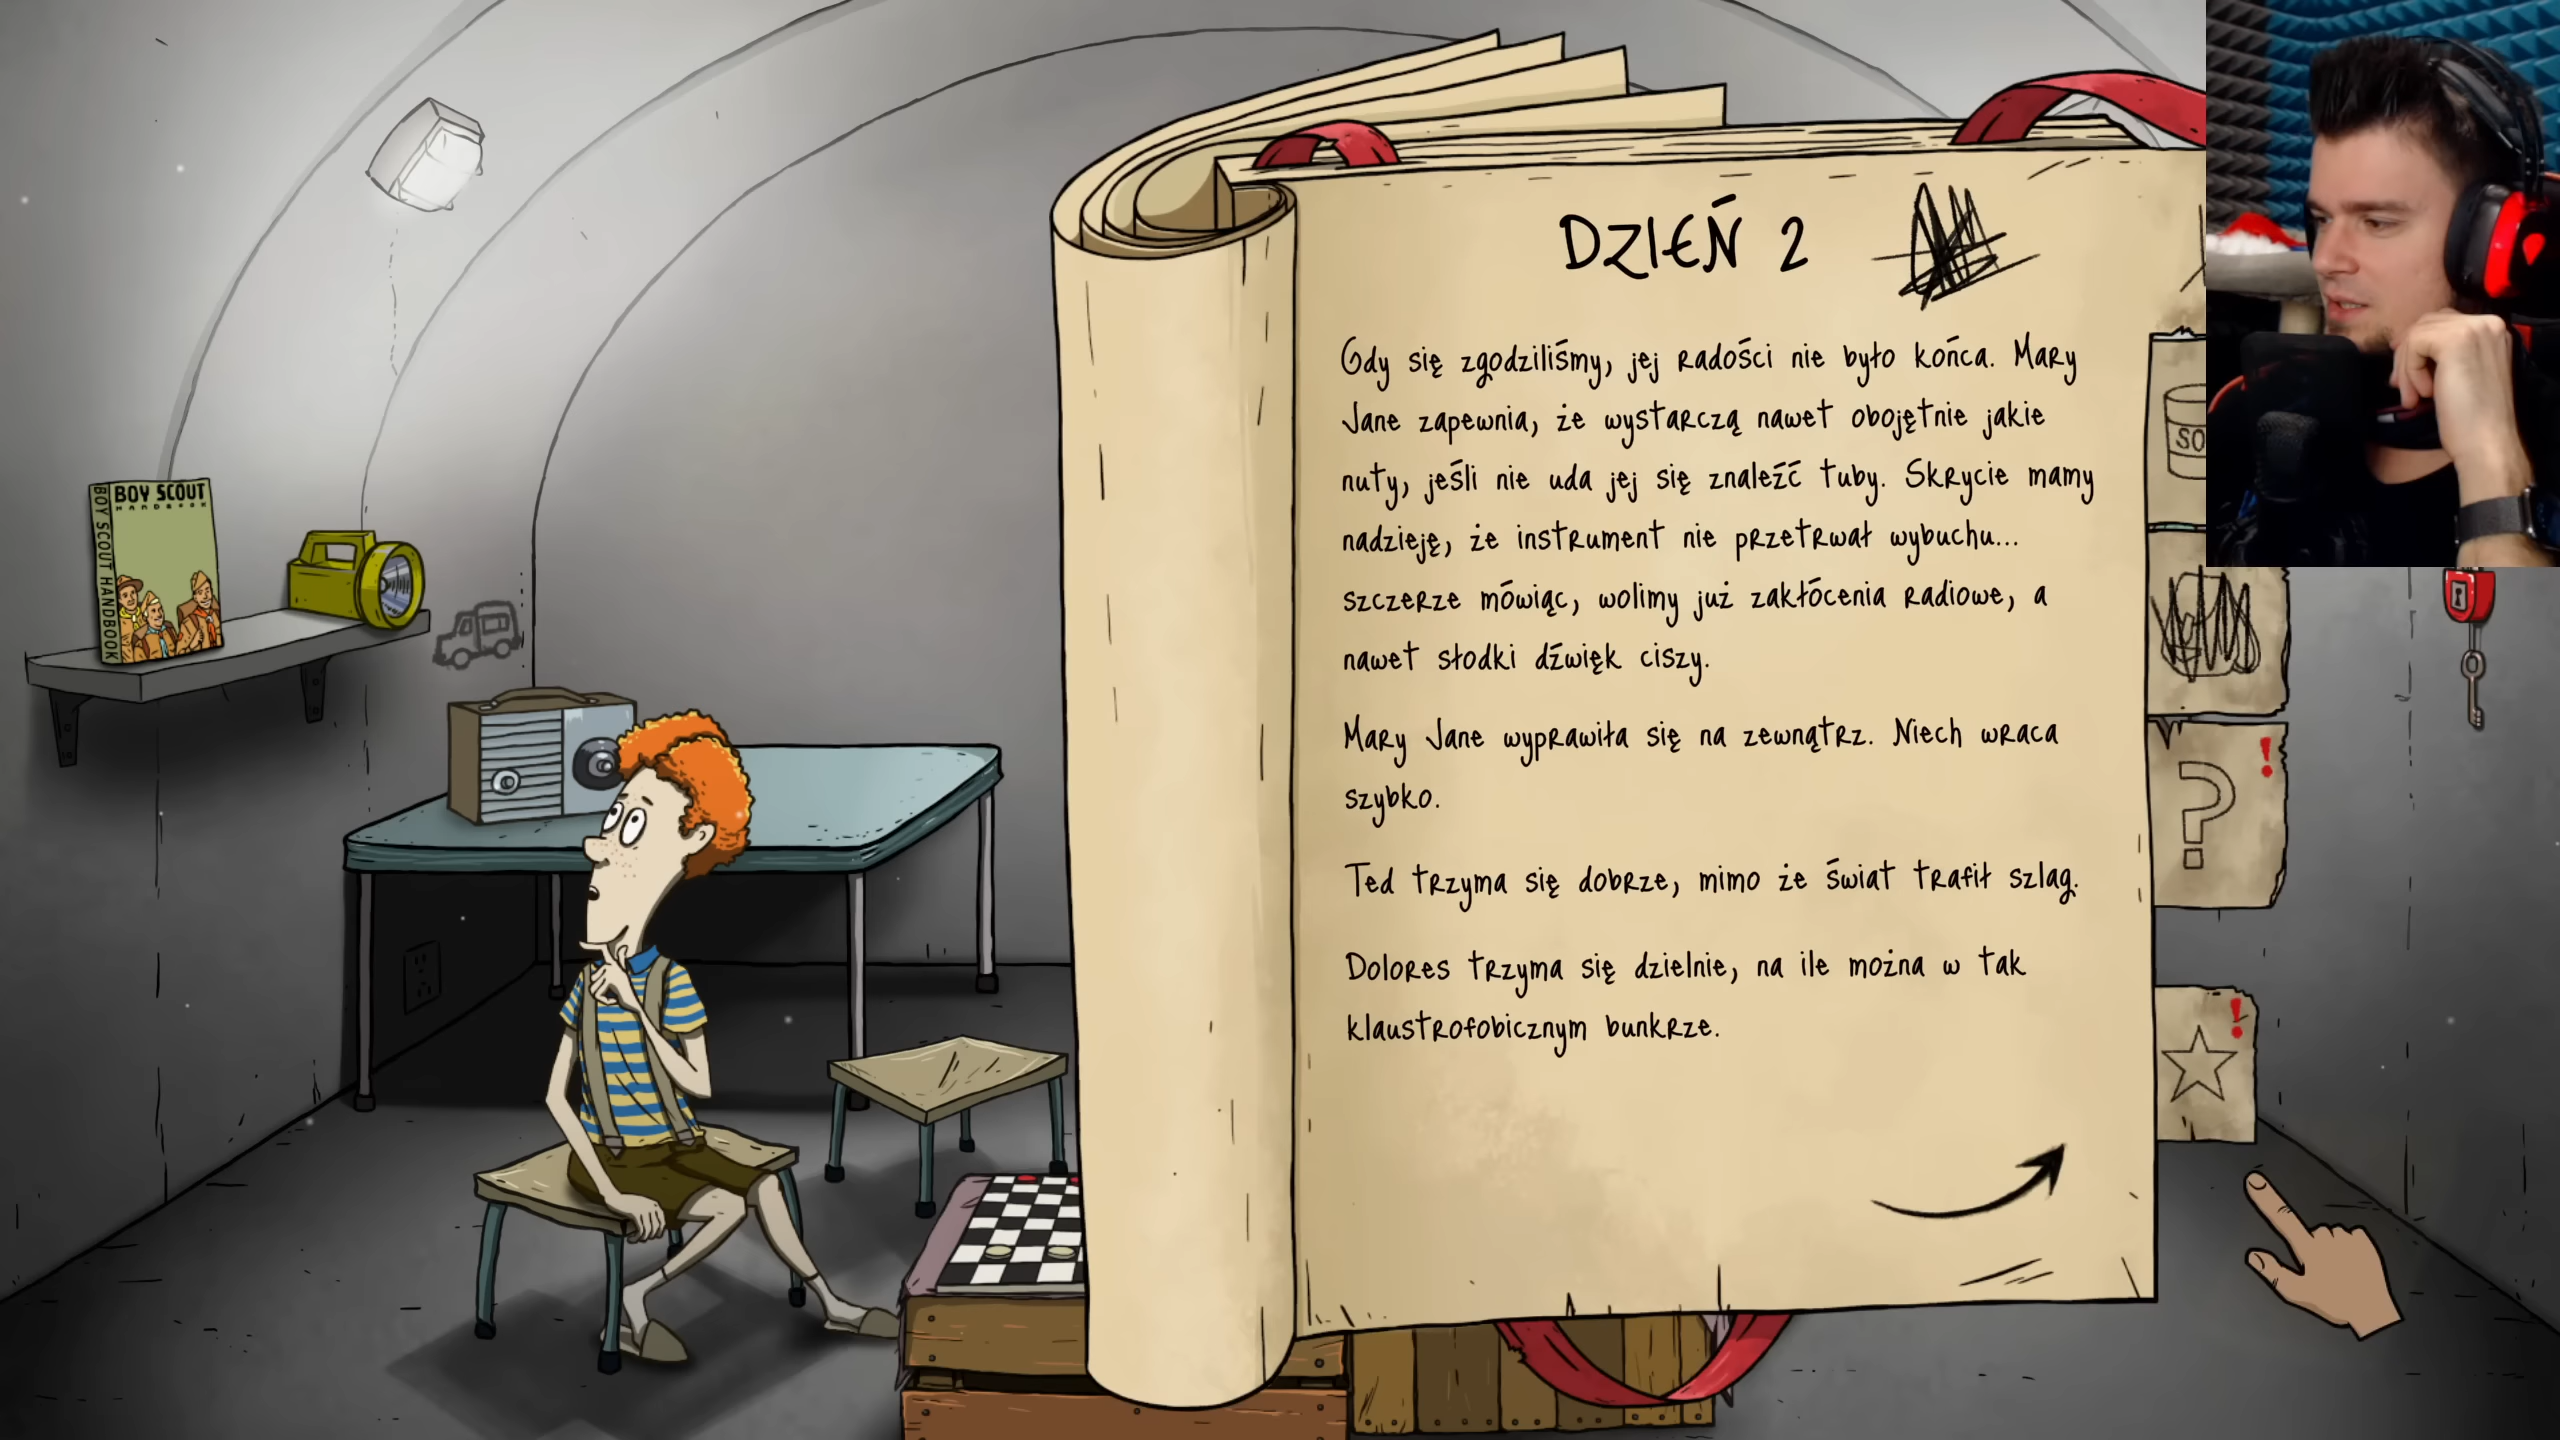 BOY SCOUT
HANDBOOK
BOY SCOUT HANDBOOK
DZIEŃ 2
Gdy się zgodziliśmy, jej radości nie było końca. Mary
Jane zapewnia, że wystarczą nawet obojętnie jakie
nuty, jeśli nie uda jej się znaleźć tuby. Skrycie mamy
nadzieję, że instrument nie przetrwał wybuchu...
szczerze mówiąc, wolimy już zakłócenia radiowe, a
nawet słodki dźwięk ciszy.
Mary Jane wyprawiła się na zewnątrz. Niech wraca
szybko.
Ted trzyma się dobrze, mimo że świat trafił szlag.
Dolores trzyma się dzielnie, na ile można w tak
klaustrofobicznym bunkrze.
SO
?
!
!